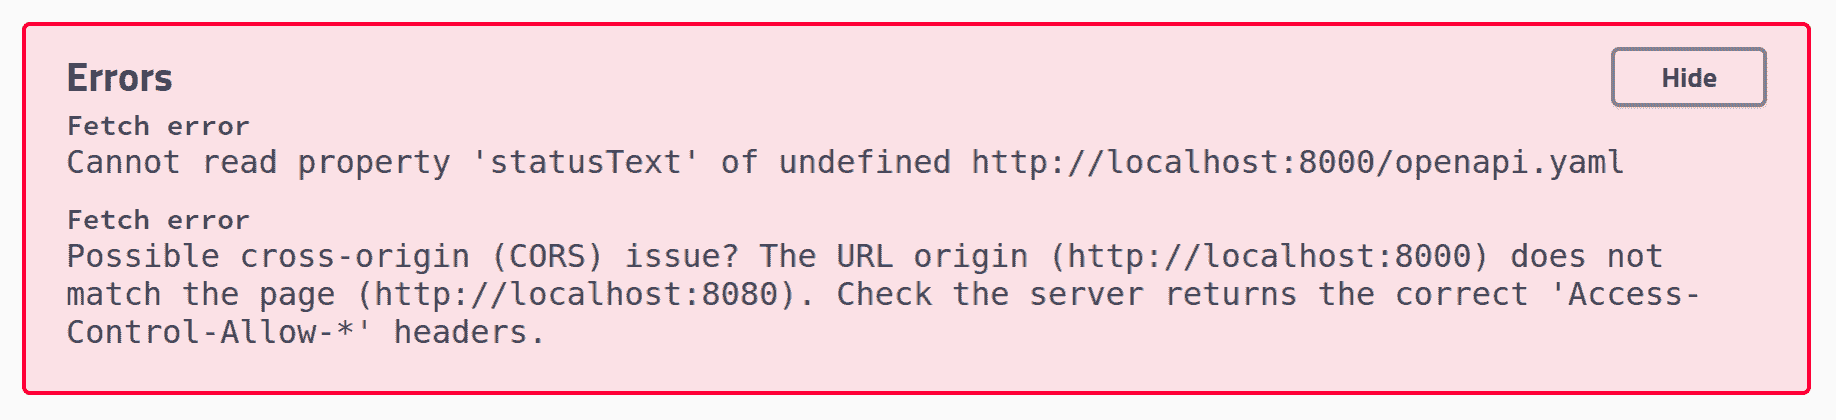 Errors
Hide
Fetch error
Cannot read property 'statusText' of undefined http://localhost:8000/openapi.yaml
Fetch error
Possible cross-origin (CORS) issue? The URL origin (http://localhost:8000) does not
match the page (http://localhost:8080). Check the server returns the correct 'Access-
Control-Allow-*' headers.